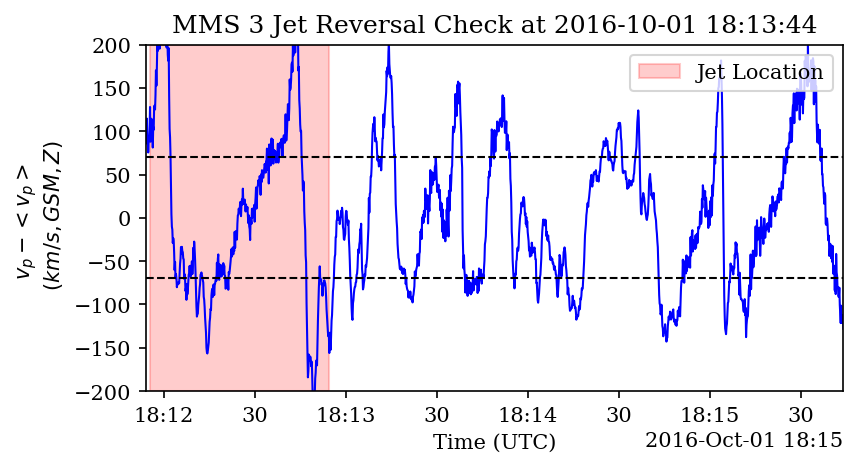 MMS 3 Jet Reversal Check at 2016-10-01 18:13:44
Jet Location
v_p − < v_p >
(km/s, GSM, Z)
200
150
100
50
0
−50
−100
−150
−200
18:12 30 18:13 30 18:14 30 18:15 30
Time (UTC)
2016-Oct-01 18:15